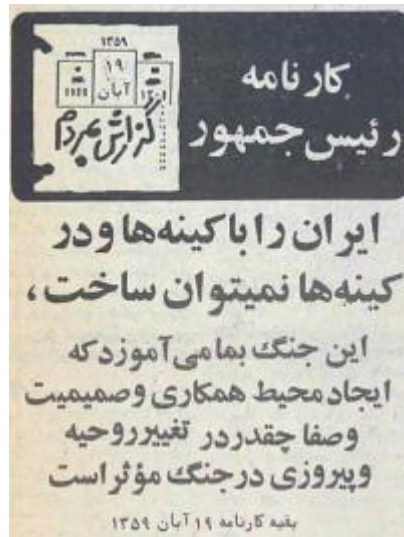 کارنامه
رئیس جمهور
۱۳۵۹
۱۹
آبان
گزارش بمردم
ایران را با کینه‌ها و در
کینه‌ها نمیتوان ساخت،
این جنگ بما می‌آموزد که
ایجاد محیط همکاری و صمیمیت
و صفا چقدر در تغییر روحیه
و پیروزی در جنگ مؤثر است
بقیه کارنامه ۱۹ آبان ۱۳۵۹